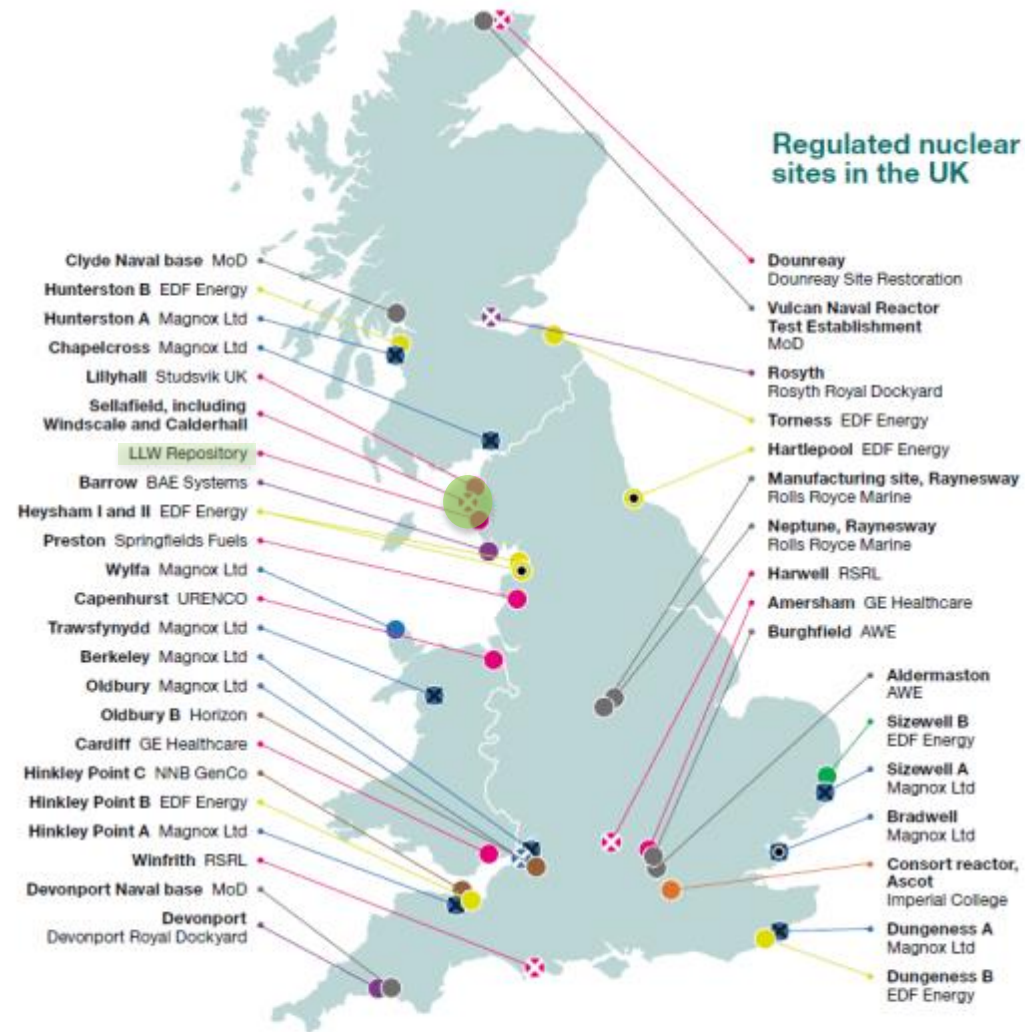 Regulated nuclear
sites in the UK
Clyde Naval base MoD
Hunterston B EDF Energy
Hunterston A Magnox Ltd
Chapelcross Magnox Ltd
Lillyhall Studsvik UK
Sellafield, including
Windscale and Calderhall
LLW Repository
Barrow BAE Systems
Heysham I and II EDF Energy
Preston Springfields Fuels
Wylfa Magnox Ltd
Capenhurst URENCO
Trawsfynydd Magnox Ltd
Berkeley Magnox Ltd
Oldbury Magnox Ltd
Oldbury B Horizon
Cardiff GE Healthcare
Hinkley Point C NNB GenCo
Hinkley Point B EDF Energy
Hinkley Point A Magnox Ltd
Winfrith RSRL
Devonport Naval base MoD
Devonport
Devonport Royal Dockyard
Dounreay
Dounreay Site Restoration
Vulcan Naval Reactor
Test Establishment
MoD
Rosyth
Rosyth Royal Dockyard
Torness EDF Energy
Hartlepool EDF Energy
Manufacturing site, Raynesway
Rolls Royce Marine
Neptune, Raynesway
Rolls Royce Marine
Harwell RSRL
Amersham GE Healthcare
Burghfield AWE
Aldermaston
AWE
Sizewell B
EDF Energy
Sizewell A
Magnox Ltd
Bradwell
Magnox Ltd
Consort reactor,
Ascot
Imperial College
Dungeness A
Magnox Ltd
Dungeness B
EDF Energy